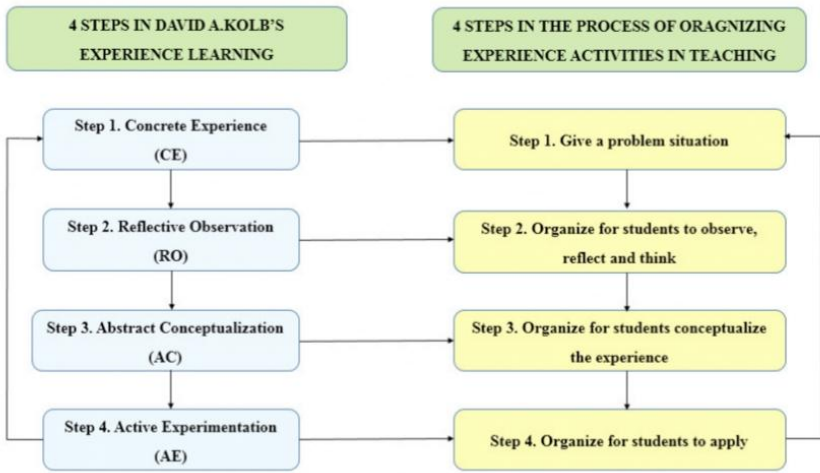 4 STEPS IN DAVID A.KOLB'S
EXPERIENCE LEARNING
4 STEPS IN THE PROCESS OF ORAGNIZING
EXPERIENCE ACTIVITIES IN TEACHING
Step 1. Concrete Experience
(CE)
Step 1. Give a problem situation
Step 2. Reflective Observation
(RO)
Step 2. Organize for students to observe,
reflect and think
Step 3. Abstract Conceptualization
(AC)
Step 3. Organize for students conceptualize
the experience
Step 4. Active Experimentation
(AE)
Step 4. Organize for students to apply